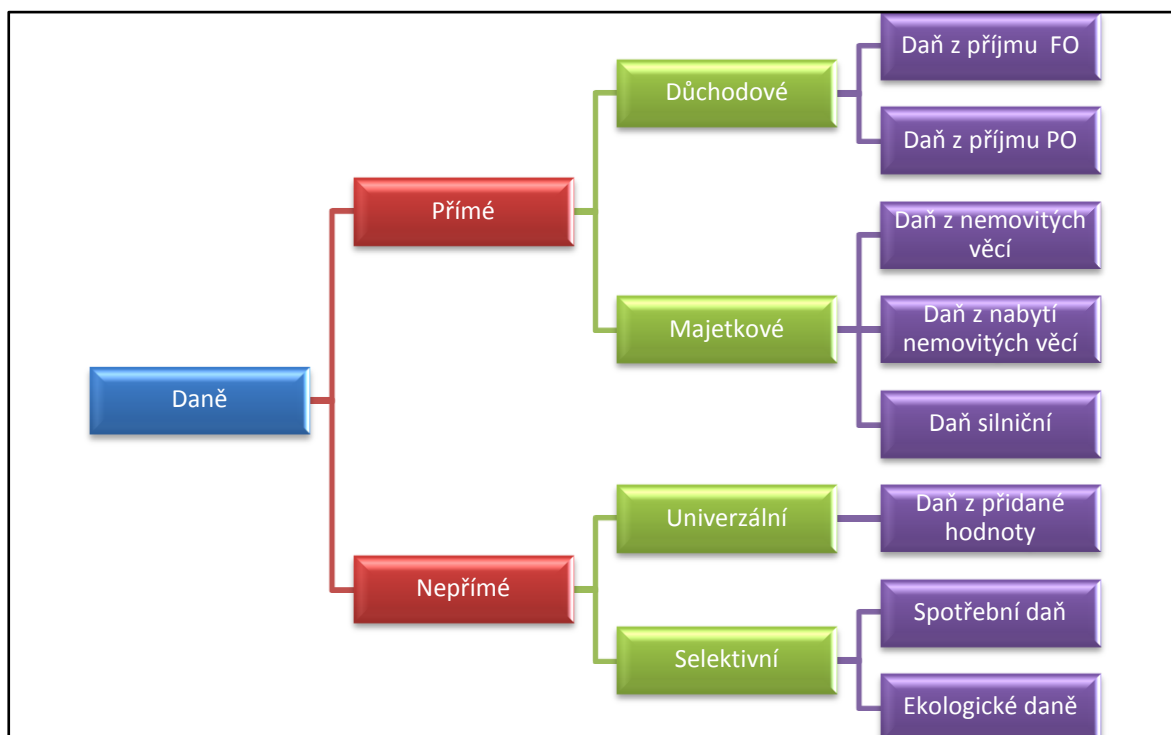 Daně
Přímé
Nepřímé
Důchodové
Majetkové
Univerzální
Selektivní
Daň z příjmu  FO
Daň z příjmu PO
Daň z nemovitých
věcí
Daň z nabytí
nemovitých věcí
Daň silniční
Daň z přidané
hodnoty
Spotřební daň
Ekologické daně